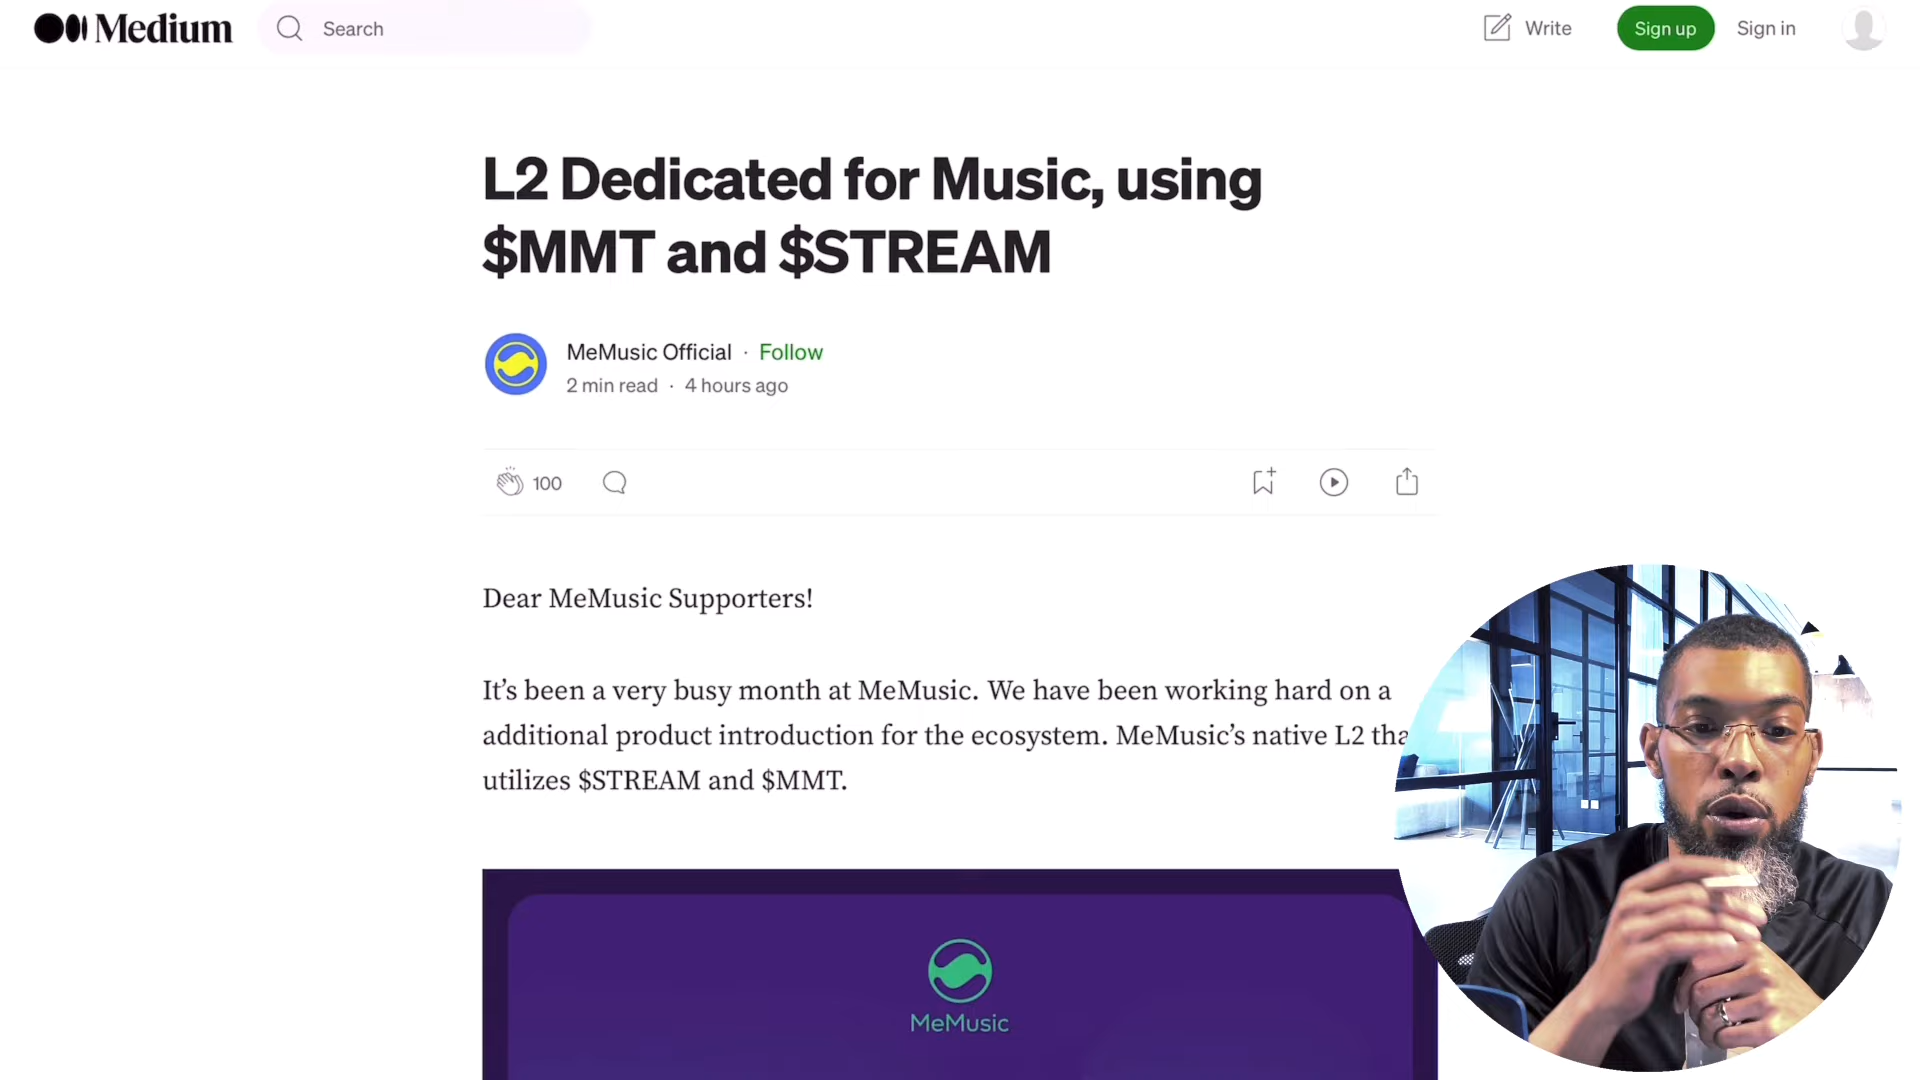 Medium
Search
Write
Sign up
Sign in
L2 Dedicated for Music, using
$MMT and $STREAM
MeMusic Official · Follow
2 min read · 4 hours ago
100
Dear MeMusic Supporters!
It’s been a very busy month at MeMusic. We have been working hard on a
additional product introduction for the ecosystem. MeMusic’s native L2 tha
utilizes $STREAM and $MMT.
MeMusic